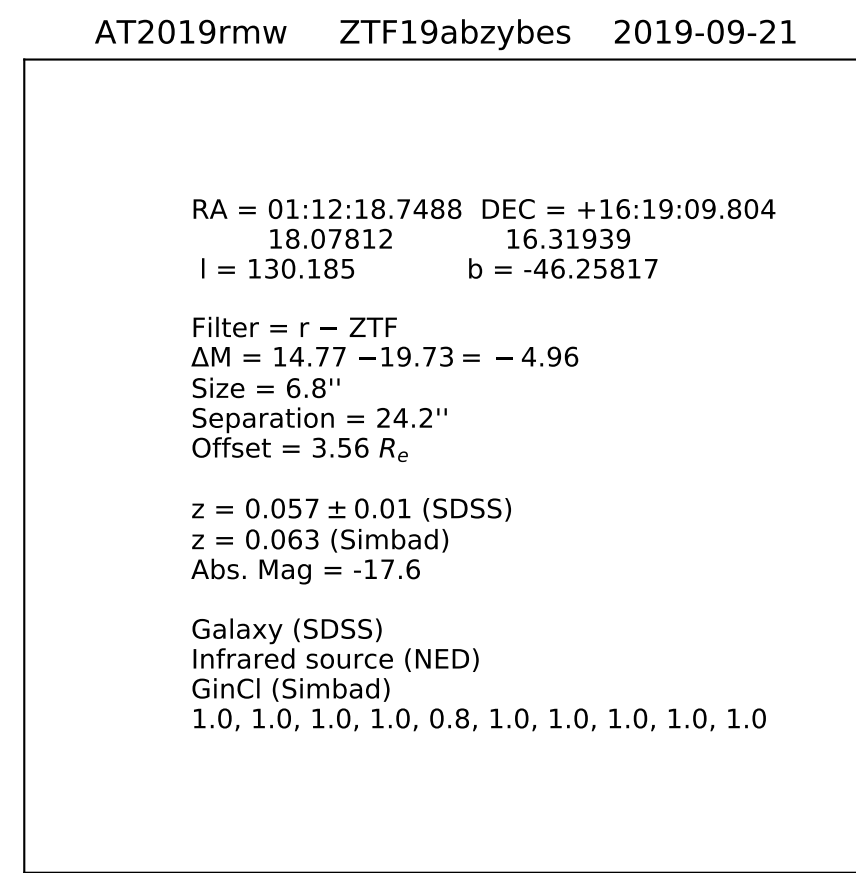 AT2019rmw ZTF19abzybes 2019-09-21
RA = 01:12:18.7488 DEC = +16:19:09.804
18.07812 16.31939
l = 130.185 b = -46.25817
Filter = r − ZTF
ΔM = 14.77 −19.73 = − 4.96
Size = 6.8''
Separation = 24.2''
Offset = 3.56 Rₑ
z = 0.057 ± 0.01 (SDSS)
z = 0.063 (Simbad)
Abs. Mag = -17.6
Galaxy (SDSS)
Infrared source (NED)
GinCl (Simbad)
1.0, 1.0, 1.0, 1.0, 0.8, 1.0, 1.0, 1.0, 1.0, 1.0